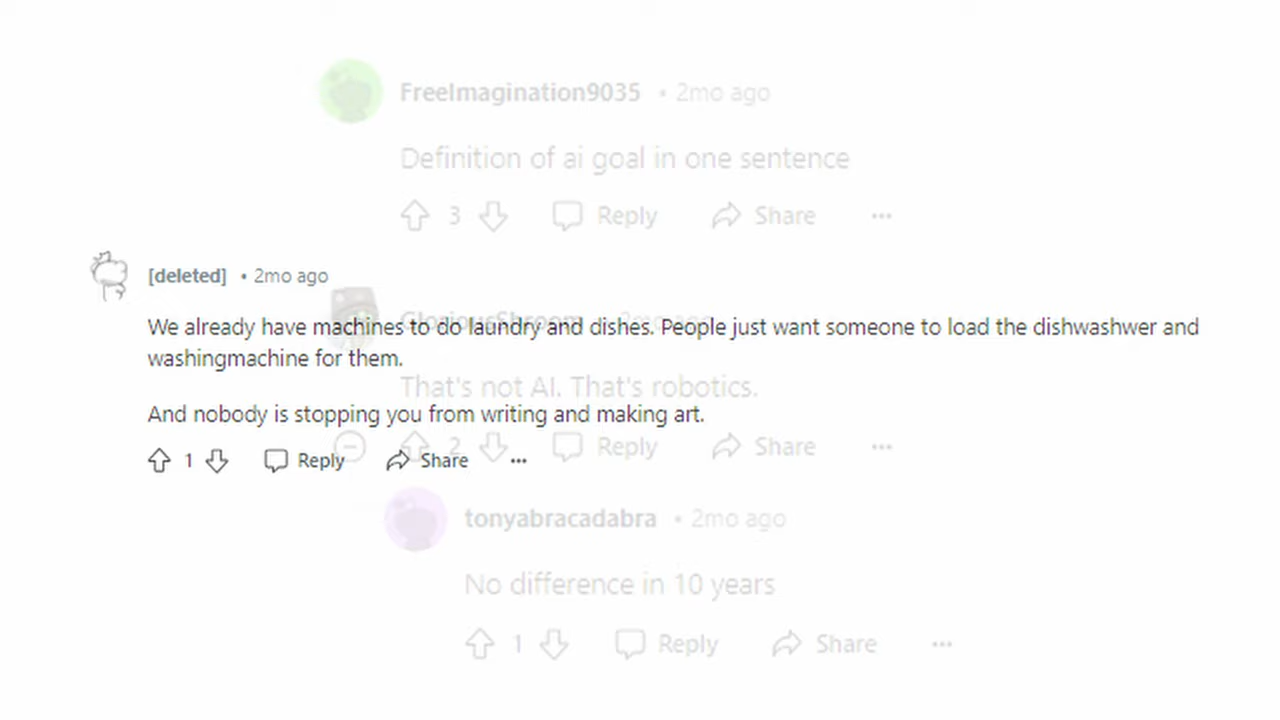 FreeImagination9035 • 2mo ago
Definition of ai goal in one sentence
3 Reply Share ...
[deleted] • 2mo ago
GloriousShroom • 2mo ago
We already have machines to do laundry and dishes. People just want someone to load the dishwashwer and
washingmachine for them.
That's not AI. That's robotics.
And nobody is stopping you from writing and making art.
2 Reply Share ...
1 Reply Share ...
tonyabracadabra • 2mo ago
No difference in 10 years
1 Reply Share ...